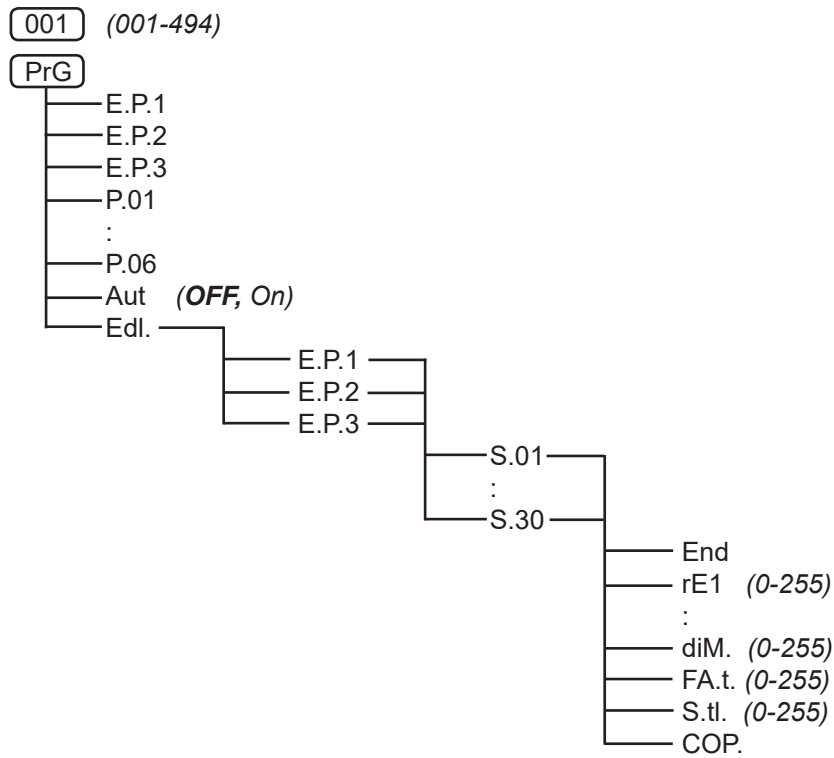 001 (001-494)
PrG
E.P.1
E.P.2
E.P.3
P.01
:
P.06
Aut (OFF, On)
Edl.
E.P.1
E.P.2
E.P.3
S.01
:
S.30
End
rE1 (0-255)
:
diM. (0-255)
FA.t. (0-255)
S.tl. (0-255)
COP.